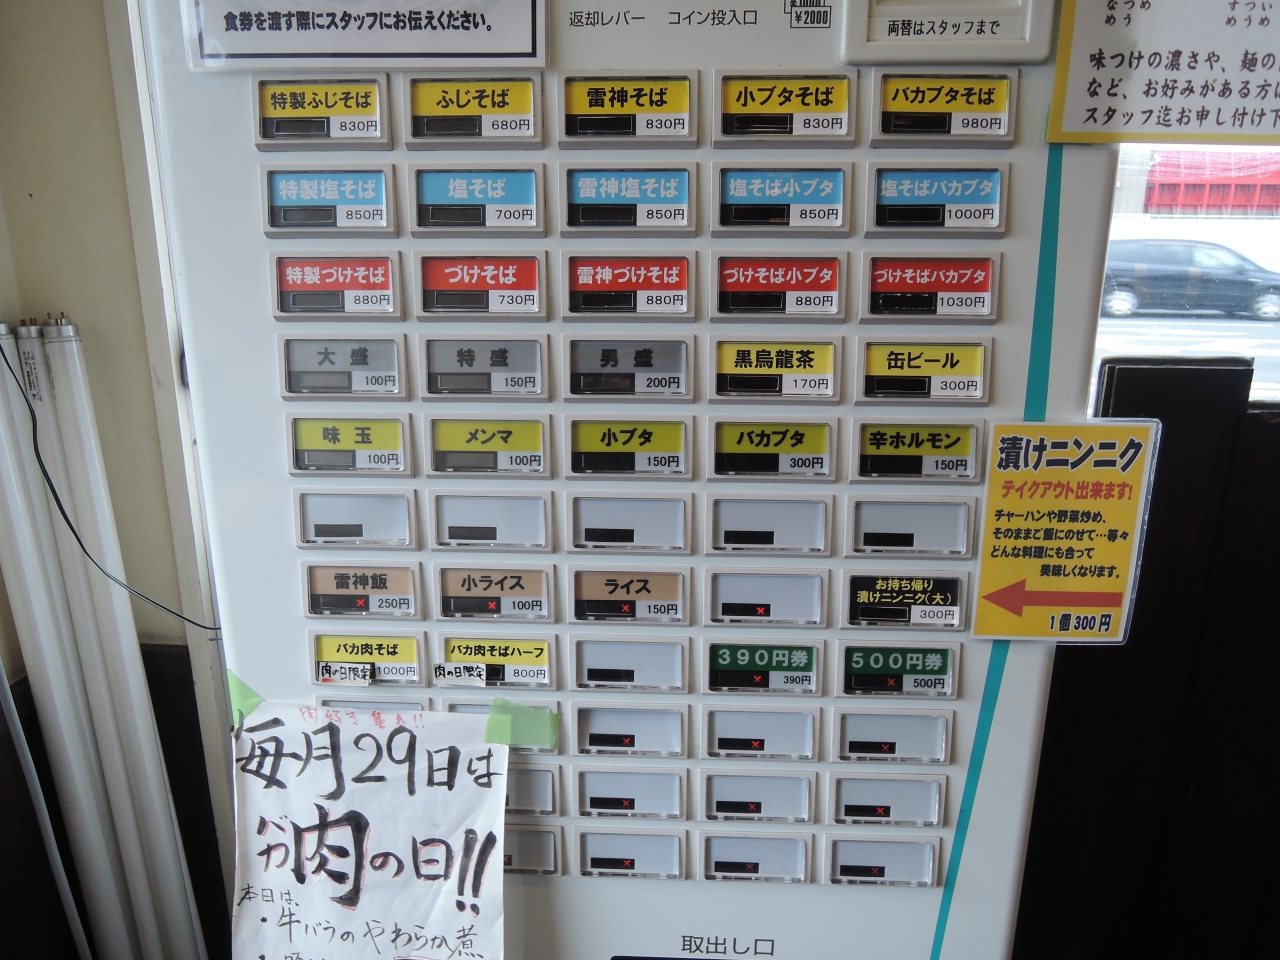 食券を渡す際にスタッフにお伝えください。
返却レバー コイン投入口
¥2000
両替はスタッフまで
なつめ
めう
すつい
めうめ
味つけの濃さや、麺の
など、お好みがある方は
スタッフ迄お申し付け下
特製ふじそば 830円
ふじそば 680円
雷神そば 830円
小ブタそば 830円
バカブタそば 980円
特製塩そば 850円
塩そば 700円
雷神塩そば 850円
塩そば小ブタ 850円
塩そばバカブタ 1000円
特製づけそば 880円
づけそば 730円
雷神づけそば 880円
づけそば小ブタ 880円
づけそばバカブタ 1030円
大盛 100円
特盛 150円
男盛 200円
黒烏龍茶 170円
缶ビール 300円
味玉 100円
メンマ 100円
小ブタ 150円
バカブタ 300円
辛ホルモン 150円
漬けニンニク
テイクアウト出来ます!
チャーハンや野菜炒め、
そのままご飯にのせて…等々
どんな料理にも合って
美味しくなります。
1個300円
雷神飯 250円
小ライス 100円
ライス 150円
お持ち帰り
漬けニンニク(大)
300円
バカ肉そば
肉の日限定 1000円
バカ肉そばハーフ
肉の日限定 800円
390円券 390円
500円券 500円
肉好き集え!!
毎月29日は
バカ肉の日!!
本日は、
・牛バラのやわらか煮
取出し口